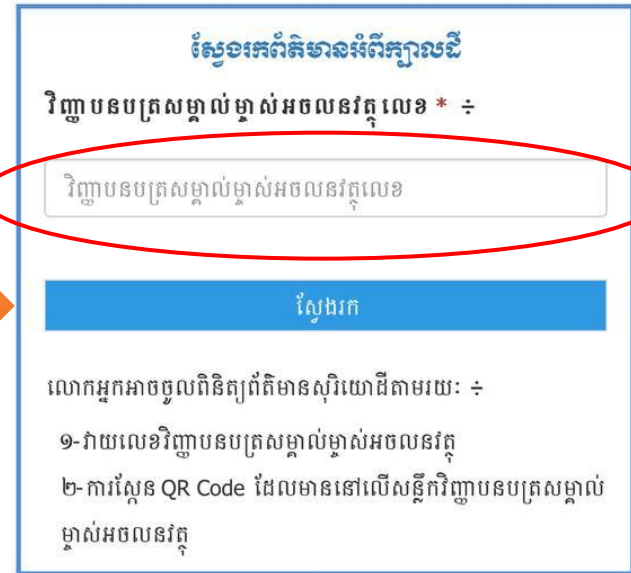 ស្វែងរកព័ត៌មានអំពីក្បាលដី
វិញ្ញាបនបត្រសម្គាល់ម្ចាស់អចលនវត្ថុលេខ * ÷
វិញ្ញាបនបត្រសម្គាល់ម្ចាស់អចលនវត្ថុលេខ
ស្វែងរក
លោកអ្នកអាចចូលពិនិត្យព័ត៌មានសុរិយោដីតាមរយៈ ÷
១-វាយលេខវិញ្ញាបនបត្រសម្គាល់ម្ចាស់អចលនវត្ថុ
២-ការស្កែន QR Code ដែលមាននៅលើសន្លឹកវិញ្ញាបនបត្រសម្គាល់
ម្ចាស់អចលនវត្ថុ